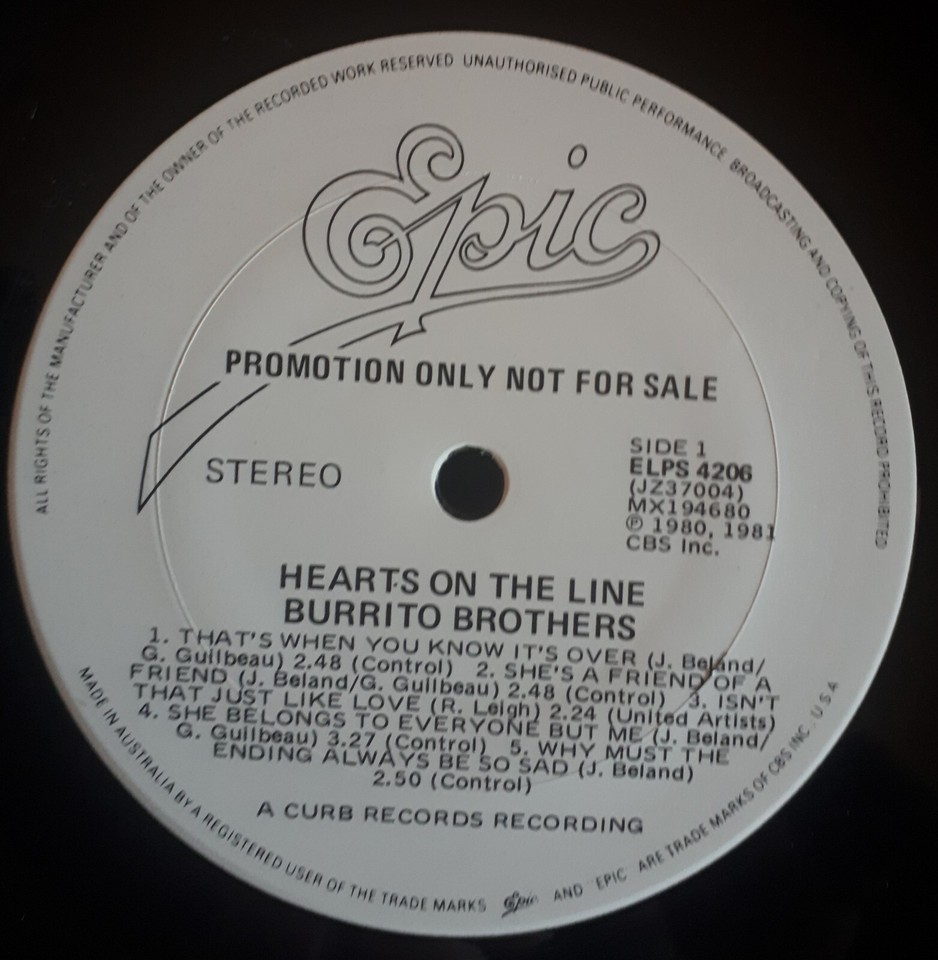 ALL RIGHTS OF THE MANUFACTURER AND OF THE OWNER OF THE RECORDED WORK RESERVED UNAUTHORISED PUBLIC PERFORMANCE BROADCASTING AND COPYING OF THIS RECORD PROHIBITED
Epic
PROMOTION ONLY NOT FOR SALE
STEREO
SIDE 1
ELPS 4206
(JZ37004)
MX194680
℗ 1980, 1981
CBS Inc.
HEARTS ON THE LINE
BURRITO BROTHERS
1. THAT'S WHEN YOU KNOW IT'S OVER (J. Beland/
G. Guilbeau) 2.48 (Control) 2. SHE'S A FRIEND OF A
FRIEND (J. Beland/G. Guilbeau) 2.48 (Control) 3. ISN'T
THAT JUST LIKE LOVE (R. Leigh) 2.24 (United Artists)
4. SHE BELONGS TO EVERYONE BUT ME (J. Beland/
G. Guilbeau) 3.27 (Control) 5. WHY MUST THE
ENDING ALWAYS BE SO SAD (J. Beland)
2.50 (Control)
A CURB RECORDS RECORDING
MADE IN AUSTRALIA BY A REGISTERED USER OF THE TRADE MARKS Epic AND "EPIC ARE TRADE MARKS OF CBS INC. U S A